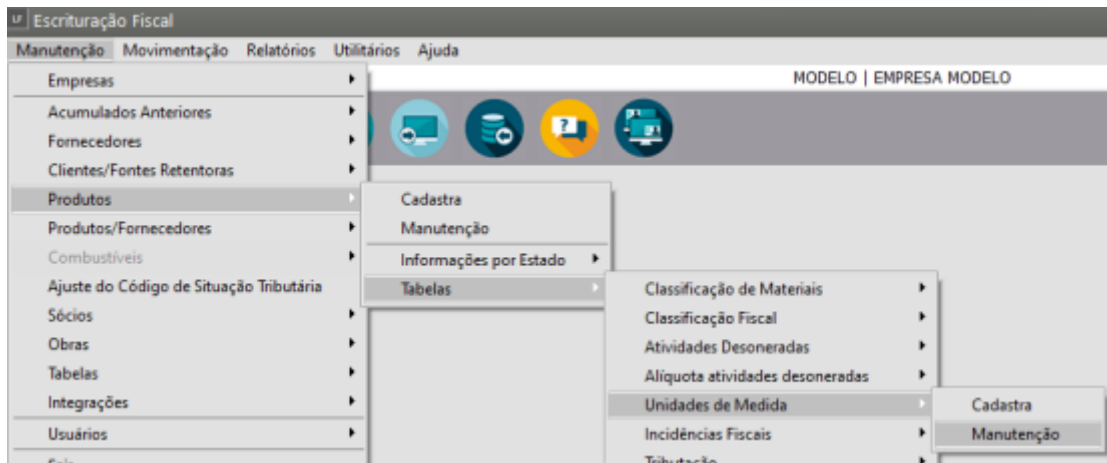 LF Escrituração Fiscal
Manutenção Movimentação Relatórios Utilitários Ajuda
MODELO | EMPRESA MODELO
Empresas
Acumulados Anteriores
Fornecedores
Clientes/Fontes Retentoras
Produtos
Produtos/Fornecedores
Combustíveis
Ajuste do Código de Situação Tributária
Sócios
Obras
Tabelas
Integrações
Usuários
Cadastra
Manutenção
Informações por Estado
Tabelas
Classificação de Materiais
Classificação Fiscal
Atividades Desoneradas
Alíquota atividades desoneradas
Unidades de Medida
Incidências Fiscais
Tributação
Cadastra
Manutenção